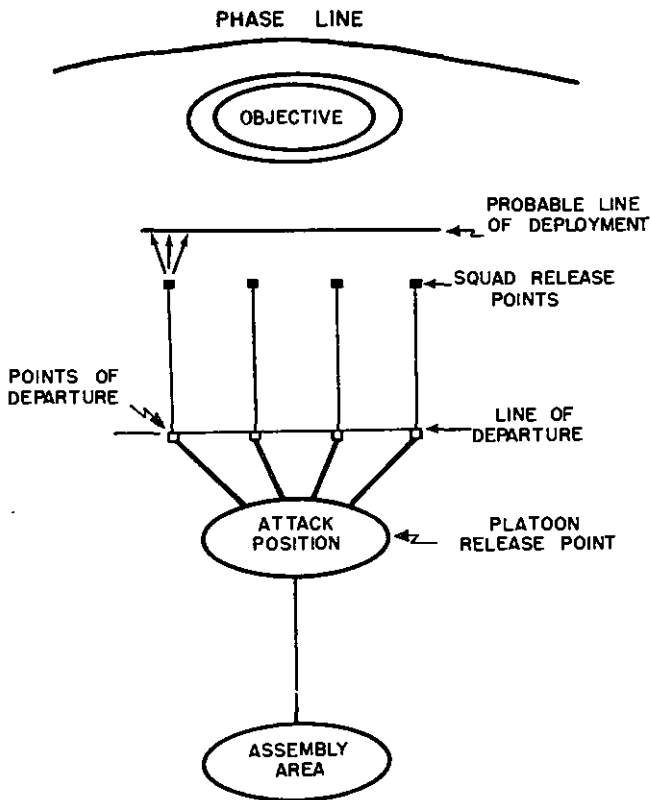 PHASE LINE
OBJECTIVE
PROBABLE LINE
OF DEPLOYMENT
SQUAD RELEASE
POINTS
POINTS OF
DEPARTURE
LINE OF
DEPARTURE
ATTACK
POSITION
PLATOON
RELEASE POINT
ASSEMBLY
AREA